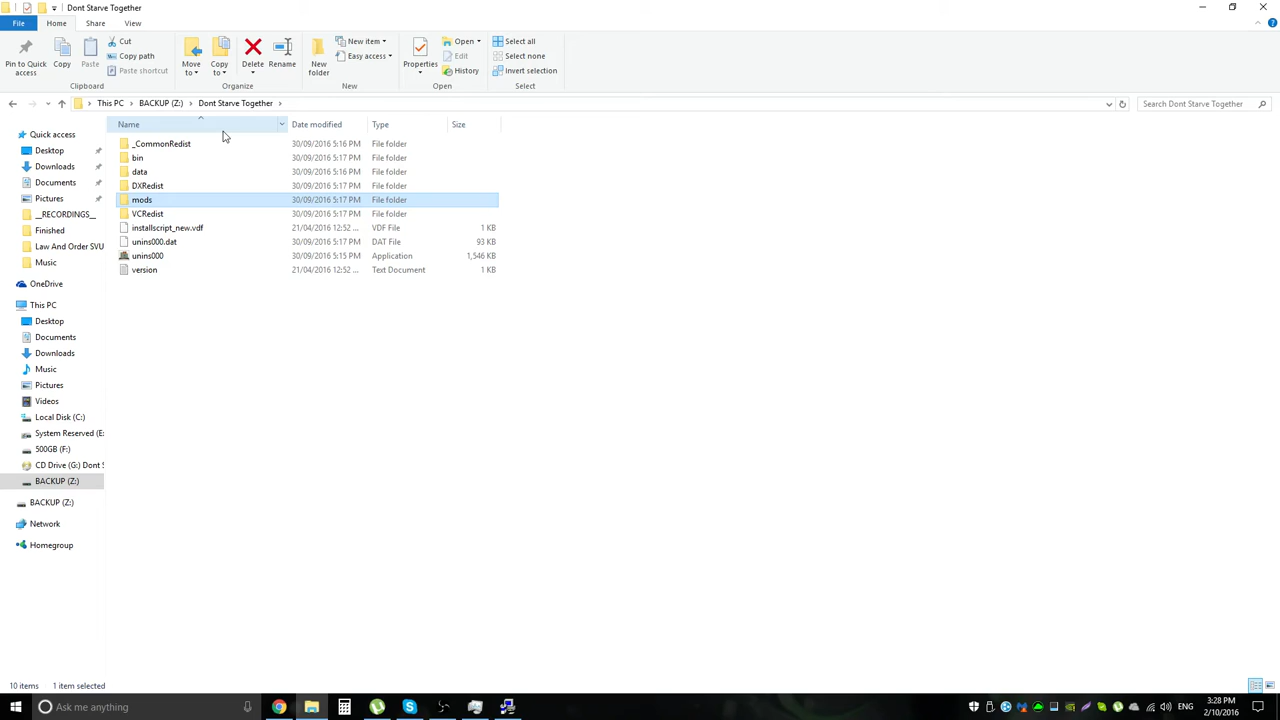 Dont Starve Together
File Home Share View
Pin to Quick access
Copy
Paste
Cut
Copy path
Paste shortcut
Clipboard
Move to
Copy to
Delete
Rename
Organize
New folder
New item
Easy access
New
Properties
Open
Edit
History
Open
Select all
Select none
Invert selection
Select
This PC > BACKUP (Z:) > Dont Starve Together >
Search Dont Starve Together
Name Date modified Type Size
_CommonRedist 30/09/2016 5:16 PM File folder
bin 30/09/2016 5:17 PM File folder
data 30/09/2016 5:16 PM File folder
DXRedist 30/09/2016 5:17 PM File folder
mods 30/09/2016 5:17 PM File folder
VCRedist 30/09/2016 5:17 PM File folder
installscript_new.vdf 21/04/2016 12:52 ... VDF File 1 KB
unins000.dat 30/09/2016 5:17 PM DAT File 93 KB
unins000 30/09/2016 5:15 PM Application 1,546 KB
version 21/04/2016 12:52 ... Text Document 1 KB
Quick access
Desktop
Downloads
Documents
Pictures
__RECORDINGS__
Finished
Law And Order SVU
Music
OneDrive
This PC
Desktop
Documents
Downloads
Music
Pictures
Videos
Local Disk (C:)
System Reserved (E:
500GB (F:)
CD Drive (G:) Dont S
BACKUP (Z:)
BACKUP (Z:)
Network
Homegroup
10 items 1 item selected
Ask me anything
ENG
3:28 PM
2/10/2016